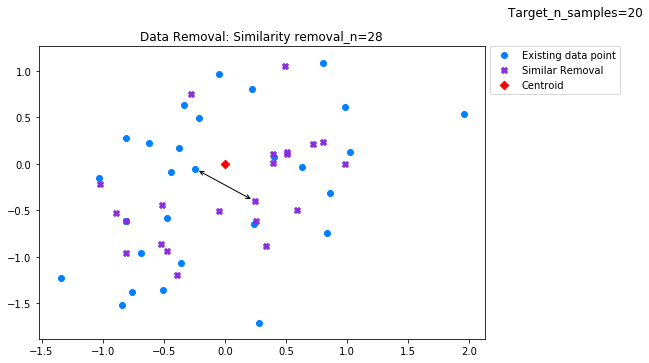 Target_n_samples=20
Data Removal: Similarity removal_n=28
Existing data point
Similar Removal
Centroid
1.0
0.5
0.0
−0.5
−1.0
−1.5
−1.5 −1.0 −0.5 0.0 0.5 1.0 1.5 2.0